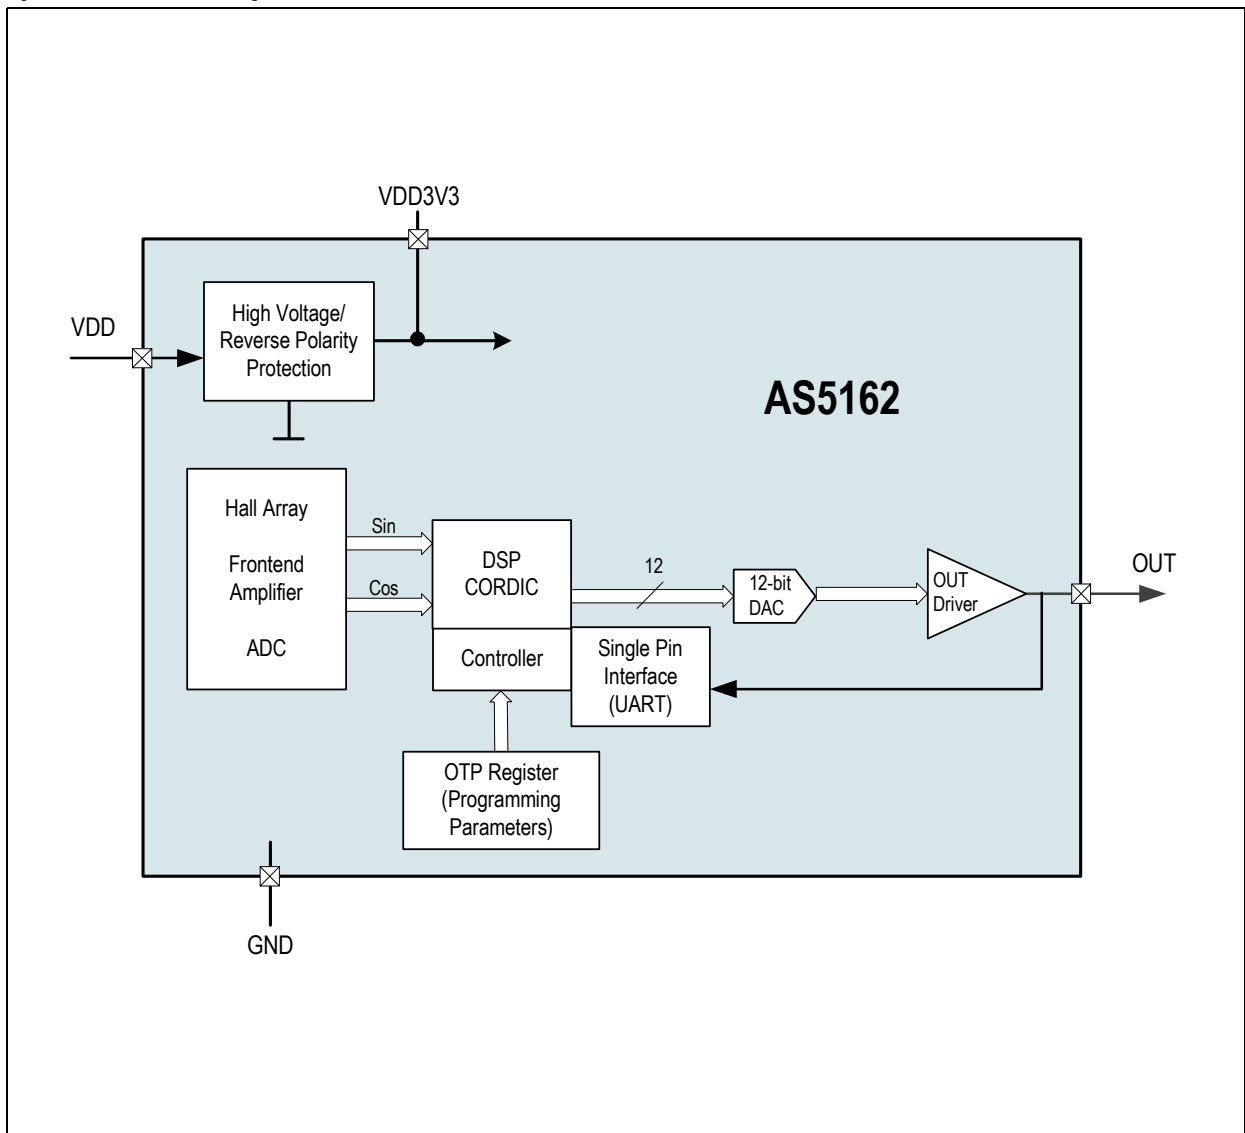 VDD3V3
VDD
High Voltage/
Reverse Polarity
Protection
AS5162
Hall Array
Frontend
Amplifier
ADC
Sin
Cos
DSP
CORDIC
Controller
12
12-bit
DAC
OUT
Driver
OUT
Single Pin
Interface
(UART)
OTP Register
(Programming
Parameters)
GND